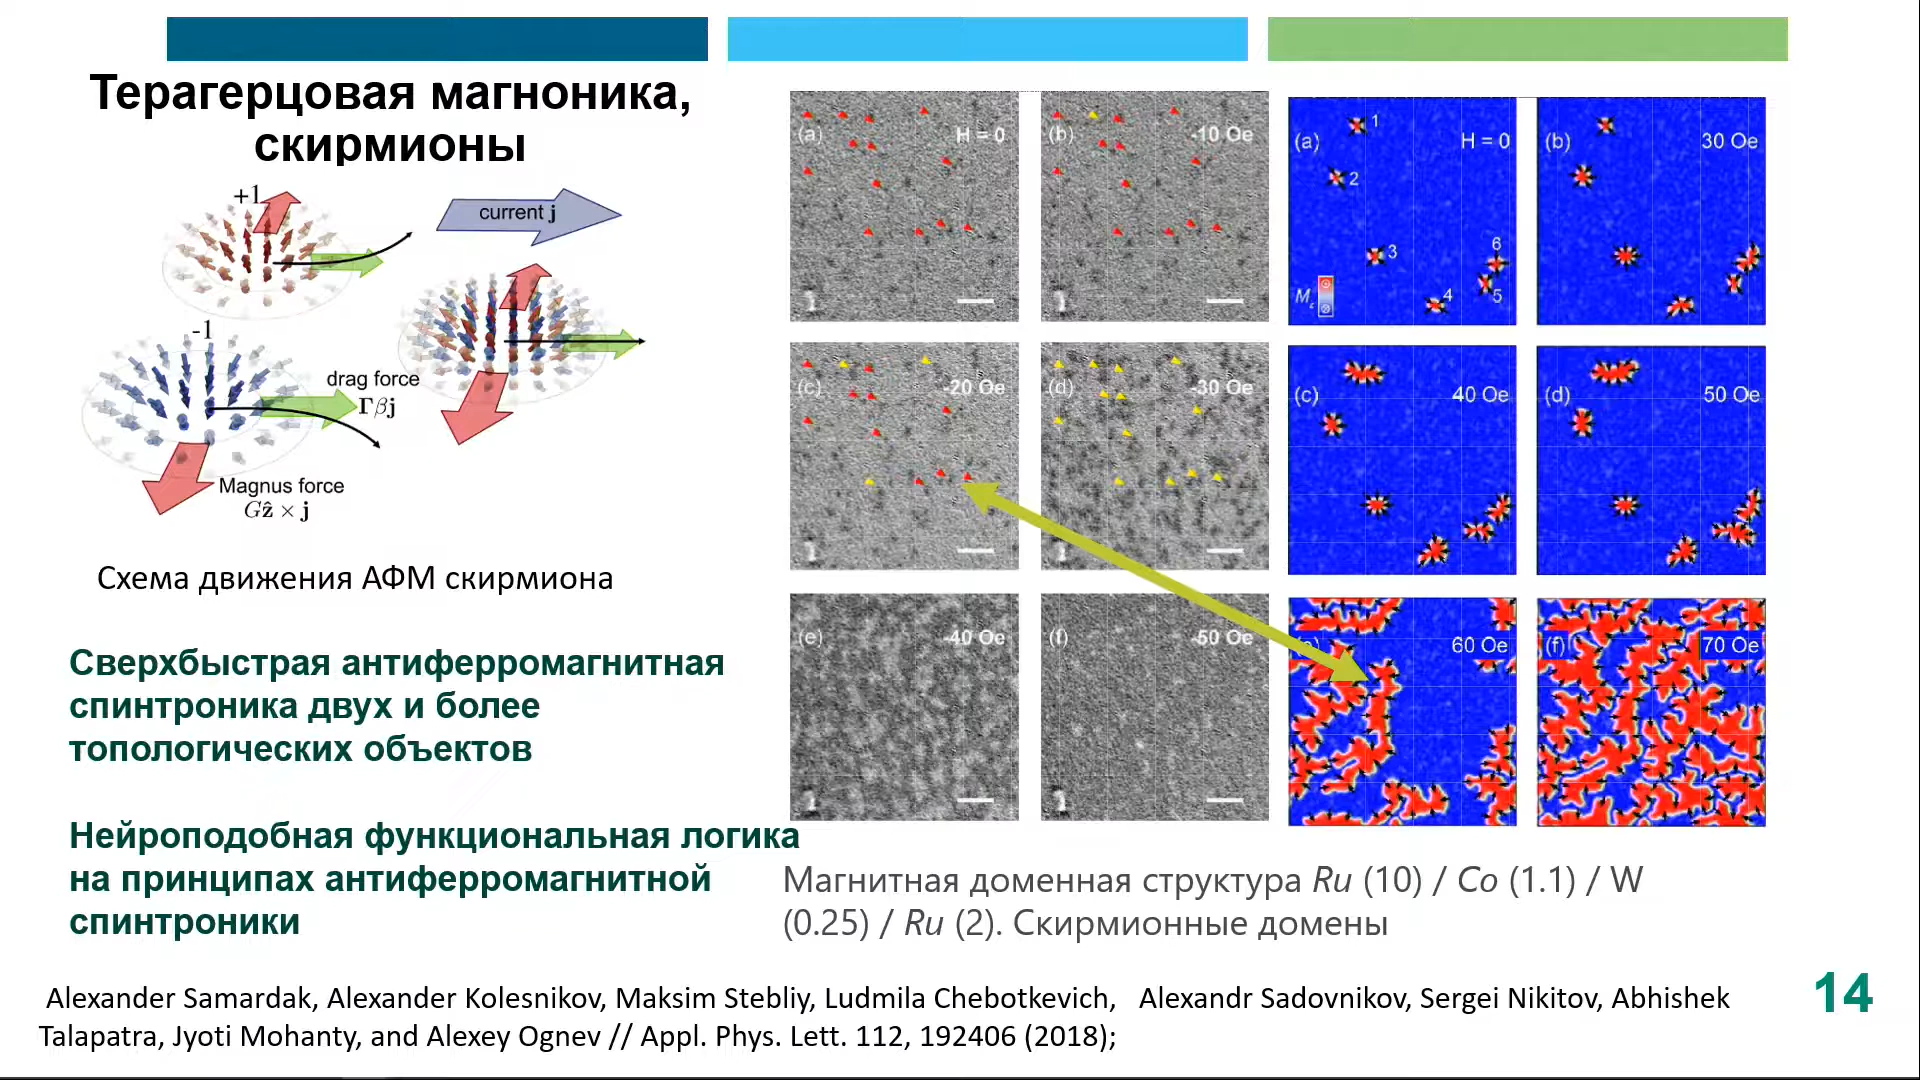 Терагерцовая магноника,
скирмионы
+1
current j
-1
drag force
Γβj
Magnus force
Gẑ × j
Схема движения АФМ скирмиона
Сверхбыстрая антиферромагнитная
спинтроника двух и более
топологических объектов
Нейроподобная функциональная логика
на принципах антиферромагнитной
спинтроники
(a) H = 0
(b) -10 Oe
(c) -20 Oe
(d) -30 Oe
(e) -40 Oe
(f) -50 Oe
(a) H = 0
1
2
3
4
5
6
(b) 30 Oe
(c) 40 Oe
(d) 50 Oe
60 Oe
(f) 70 Oe
Магнитная доменная структура Ru (10) / Co (1.1) / W
(0.25) / Ru (2). Скирмионные домены
Alexander Samardak, Alexander Kolesnikov, Maksim Stebliy, Ludmila Chebotkevich, Alexandr Sadovnikov, Sergei Nikitov, Abhishek
Talapatra, Jyoti Mohanty, and Alexey Ognev // Appl. Phys. Lett. 112, 192406 (2018);
14